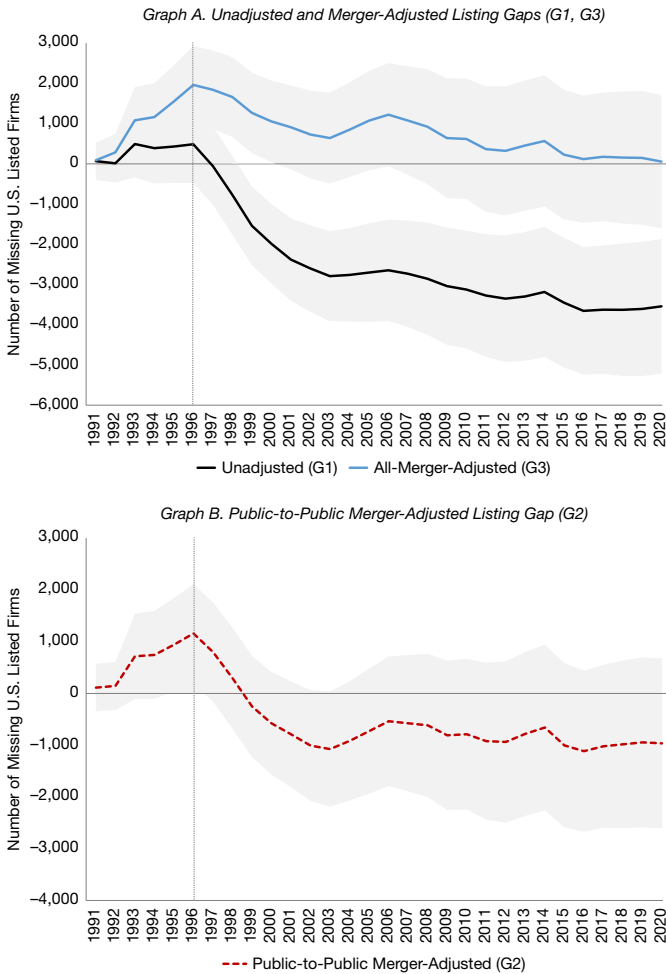 Graph A. Unadjusted and Merger-Adjusted Listing Gaps (G1, G3)
Number of Missing U.S. Listed Firms
3,000
2,000
1,000
0
–1,000
–2,000
–3,000
–4,000
–5,000
–6,000
1991 1992 1993 1994 1995 1996 1997 1998 1999 2000 2001 2002 2003 2004 2005 2006 2007 2008 2009 2010 2011 2012 2013 2014 2015 2016 2017 2018 2019 2020
Unadjusted (G1) All-Merger-Adjusted (G3)
Graph B. Public-to-Public Merger-Adjusted Listing Gap (G2)
Number of Missing U.S. Listed Firms
3,000
2,000
1,000
0
–1,000
–2,000
–3,000
–4,000
1991 1992 1993 1994 1995 1996 1997 1998 1999 2000 2001 2002 2003 2004 2005 2006 2007 2008 2009 2010 2011 2012 2013 2014 2015 2016 2017 2018 2019 2020
Public-to-Public Merger-Adjusted (G2)